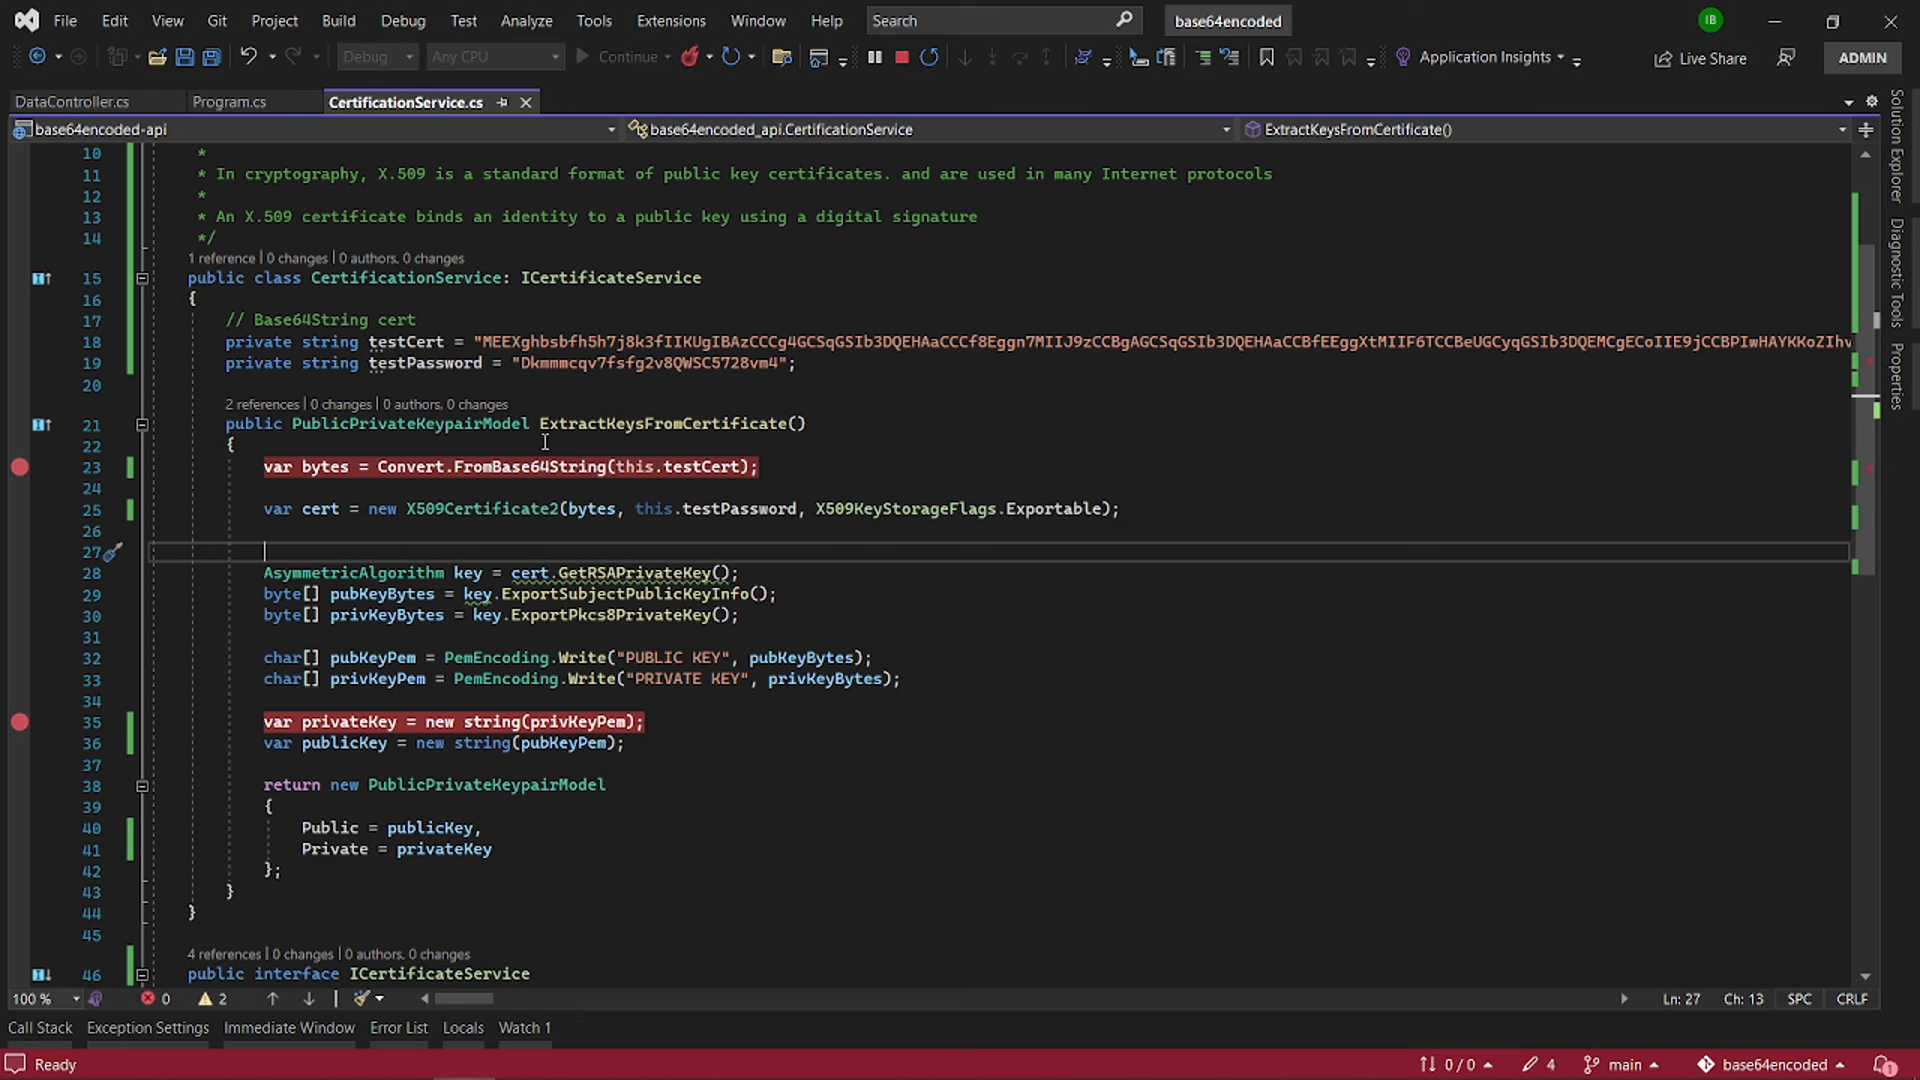 File Edit View Git Project Build Debug Test Analyze Tools Extensions Window Help Search base64encoded IB
Debug Any CPU Continue Application Insights Live Share ADMIN
DataController.cs Program.cs CertificationService.cs
base64encoded-api base64encoded_api.CertificationService ExtractKeysFromCertificate()
10 *
11 * In cryptography, X.509 is a standard format of public key certificates. and are used in many Internet protocols
12 *
13 * An X.509 certificate binds an identity to a public key using a digital signature
14 */
1 reference | 0 changes | 0 authors, 0 changes
15 public class CertificationService: ICertificateService
16 {
17 // Base64String cert
18 private string testCert = "MEEXghbsbfh5h7j8k3fIIKUgIBAzCCCg4GCSqGSIb3DQEHAaCCCf8Eggn7MIIJ9zCCBgAGCSqGSIb3DQEHAaCCBfEEggXtMIIF6TCCBeUGCyqGSIb3DQEMCgECoIIE9jCCBPIwHAYKKoZIhv
19 private string testPassword = "Dkmmmcqv7fsfg2v8QWSC5728vm4";
20
2 references | 0 changes | 0 authors, 0 changes
21 public PublicPrivateKeypairModel ExtractKeysFromCertificate()
22 {
23 var bytes = Convert.FromBase64String(this.testCert);
24
25 var cert = new X509Certificate2(bytes, this.testPassword, X509KeyStorageFlags.Exportable);
26
27
28 AsymmetricAlgorithm key = cert.GetRSAPrivateKey();
29 byte[] pubKeyBytes = key.ExportSubjectPublicKeyInfo();
30 byte[] privKeyBytes = key.ExportPkcs8PrivateKey();
31
32 char[] pubKeyPem = PemEncoding.Write("PUBLIC KEY", pubKeyBytes);
33 char[] privKeyPem = PemEncoding.Write("PRIVATE KEY", privKeyBytes);
34
35 var privateKey = new string(privKeyPem);
36 var publicKey = new string(pubKeyPem);
37
38 return new PublicPrivateKeypairModel
39 {
40 Public = publicKey,
41 Private = privateKey
42 };
43 }
44 }
45
4 references | 0 changes | 0 authors, 0 changes
46 public interface ICertificateService
100 % 0 2 Ln: 27 Ch: 13 SPC CRLF
Call Stack Exception Settings Immediate Window Error List Locals Watch 1
Ready 0 / 0 4 main base64encoded 1
Solution Explorer
Diagnostic Tools
Properties